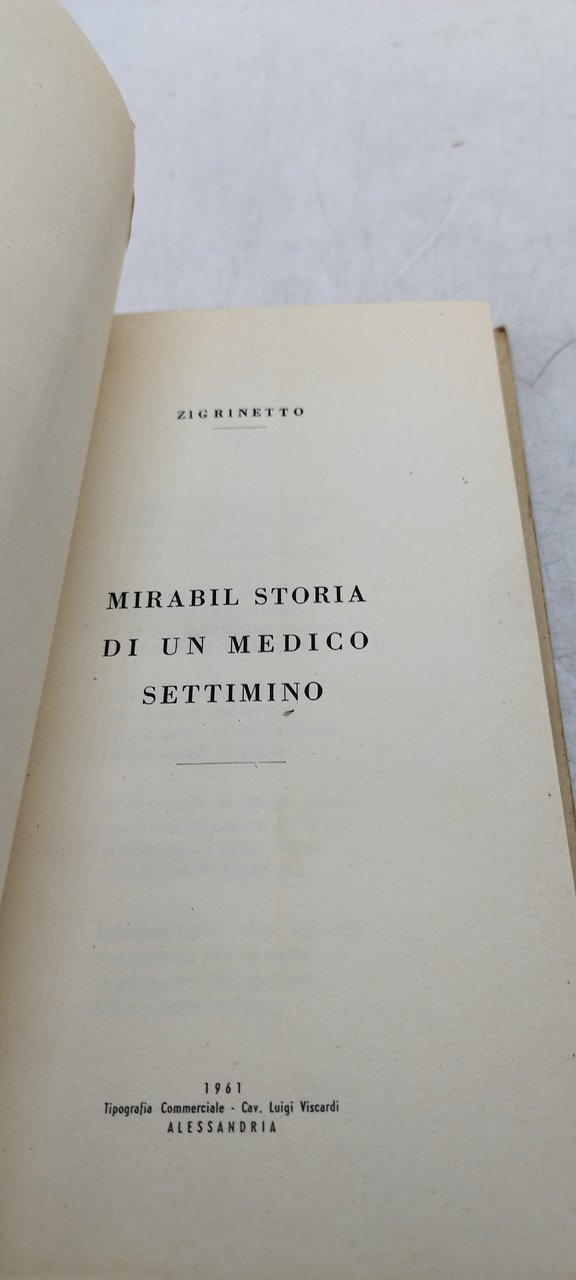 ZIGRINETTO
MIRABIL STORIA
DI UN MEDICO
SETTIMINO
1961
Tipografia Commerciale - Cav. Luigi Viscardi
ALESSANDRIA